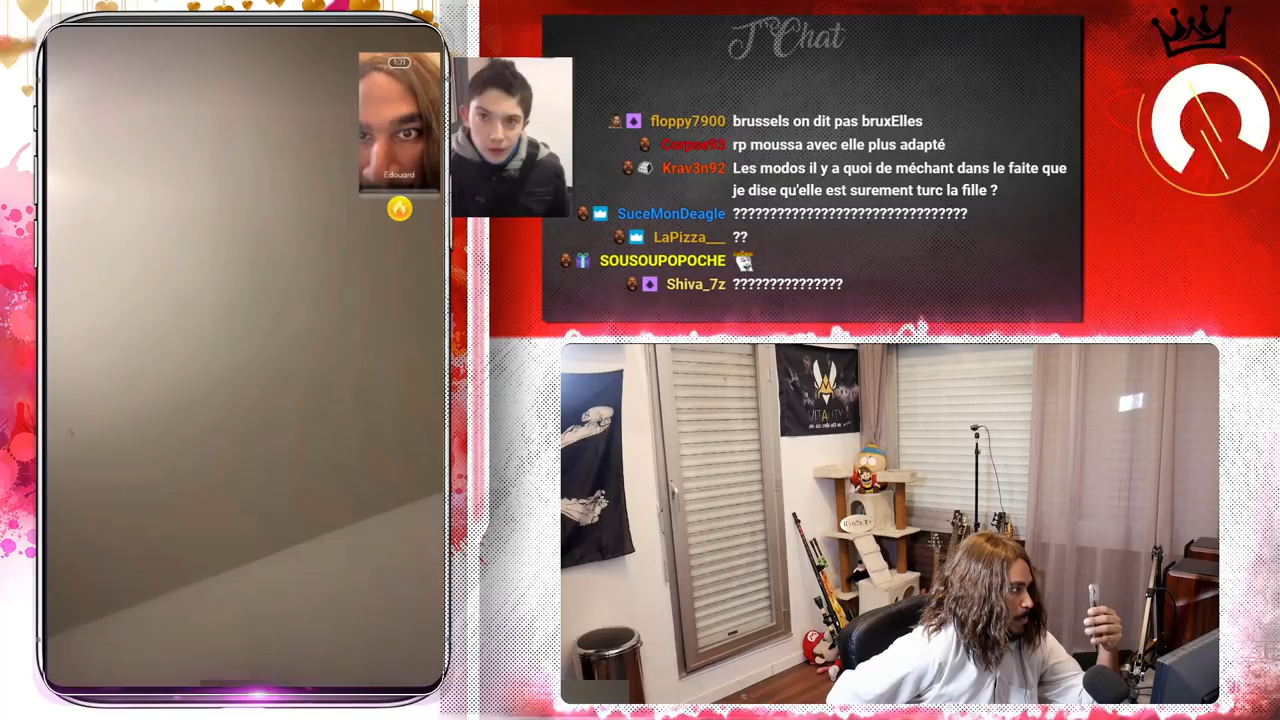 T'Chat
1:21
Edouard
floppy7900 brussels on dit pas bruxElles
Corpse93 rp moussa avec elle plus adapté
Krav3n92 Les modos il y a quoi de méchant dans le faite que
je dise qu'elle est surement turc la fille ?
SuceMonDeagle ????????????????????????????????
LaPizza___ ??
SOUSOUPOPOCHE
Shiva_7z ???????????????
VITALITY